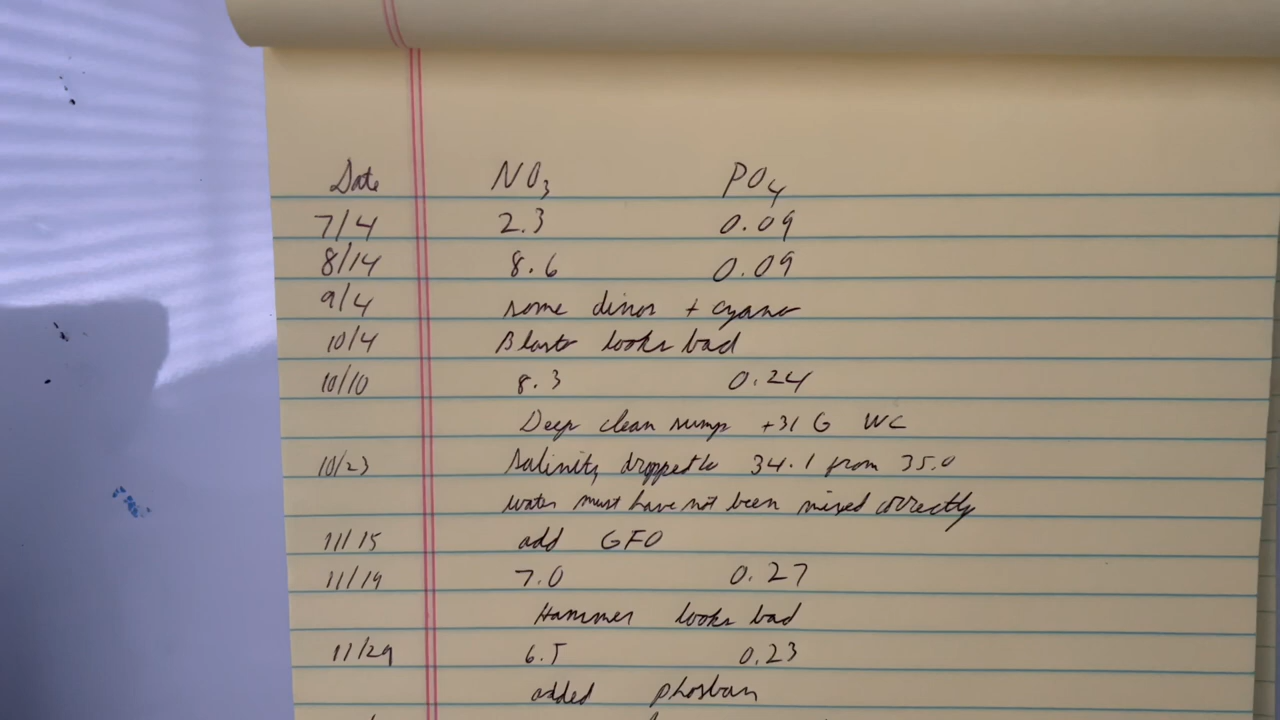 Date NO3 PO4
7/4 2.3 0.09
8/14 8.6 0.09
9/4 some dinos + cyano
10/4 Blasto looks bad
10/10 8.3 0.24
Deep clean sump +31 G WC
10/23 Salinity dropped to 34.1 from 35.0
water must have not been mixed correctly
11/15 add GFO
11/19 7.0 0.27
Hammer looks bad
11/29 6.5 0.23
added phosban